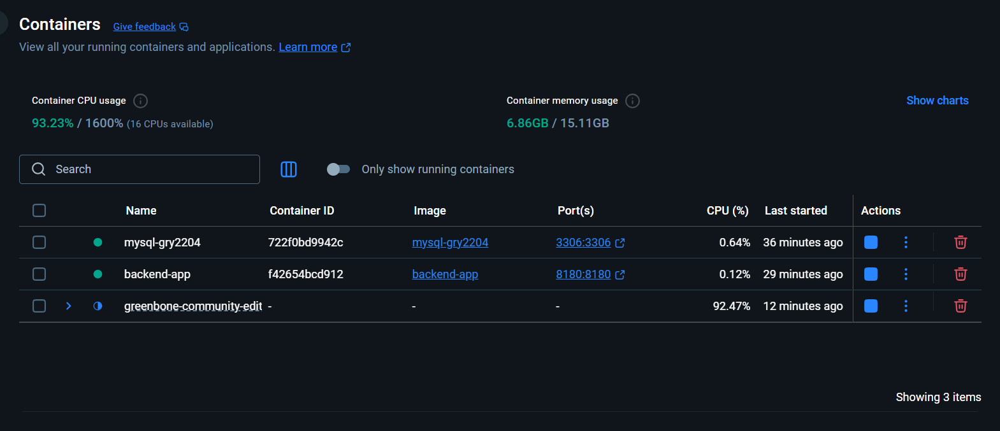 Containers Give feedback
View all your running containers and applications. Learn more
Container CPU usage
93.23% / 1600% (16 CPUs available)
Container memory usage
6.86GB / 15.11GB
Show charts
Search
Only show running containers
Name Container ID Image Port(s) CPU (%) Last started Actions
mysql-gry2204 722f0bd9942c mysql-gry2204 3306:3306 0.64% 36 minutes ago
backend-app f42654bcd912 backend-app 8180:8180 0.12% 29 minutes ago
greenbone-community-edit - - - 92.47% 12 minutes ago
Showing 3 items